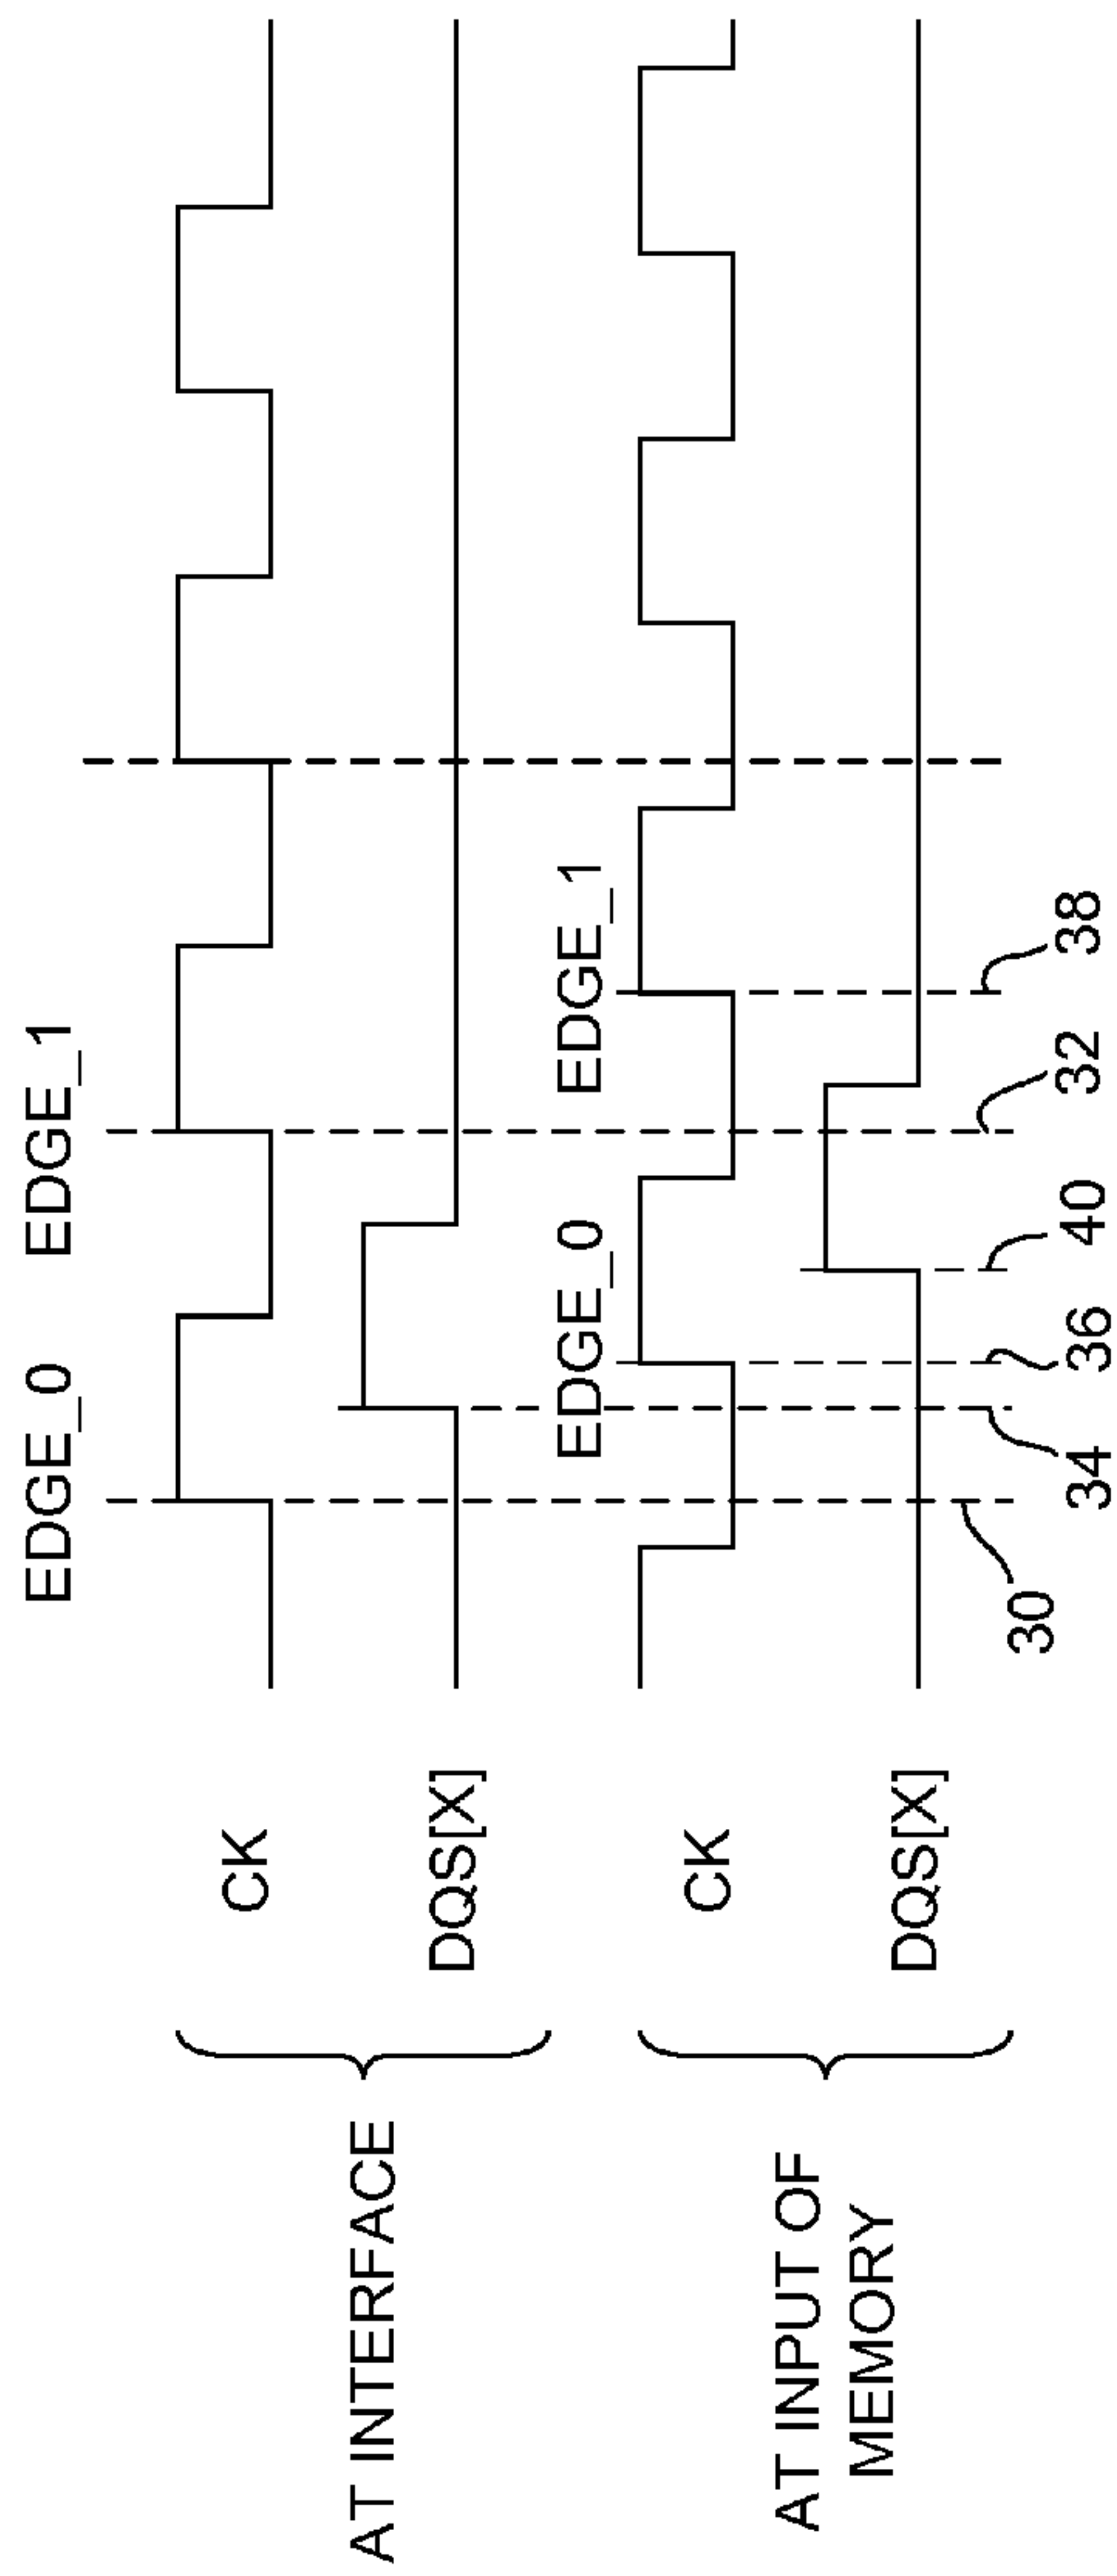 EDGE_0 EDGE_1
CK
AT INTERFACE
DQS[X]
EDGE_0 EDGE_1
CK
AT INPUT OF
MEMORY
DQS[X]
30 34 36 40 32 38